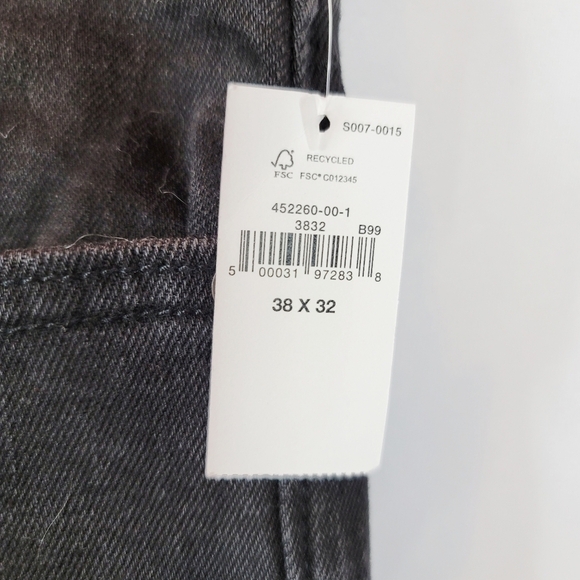 S007-0015
RECYCLED
FSC FSC® C012345
452260-00-1
3832 B99
5 00031 97283 8
38 X 32